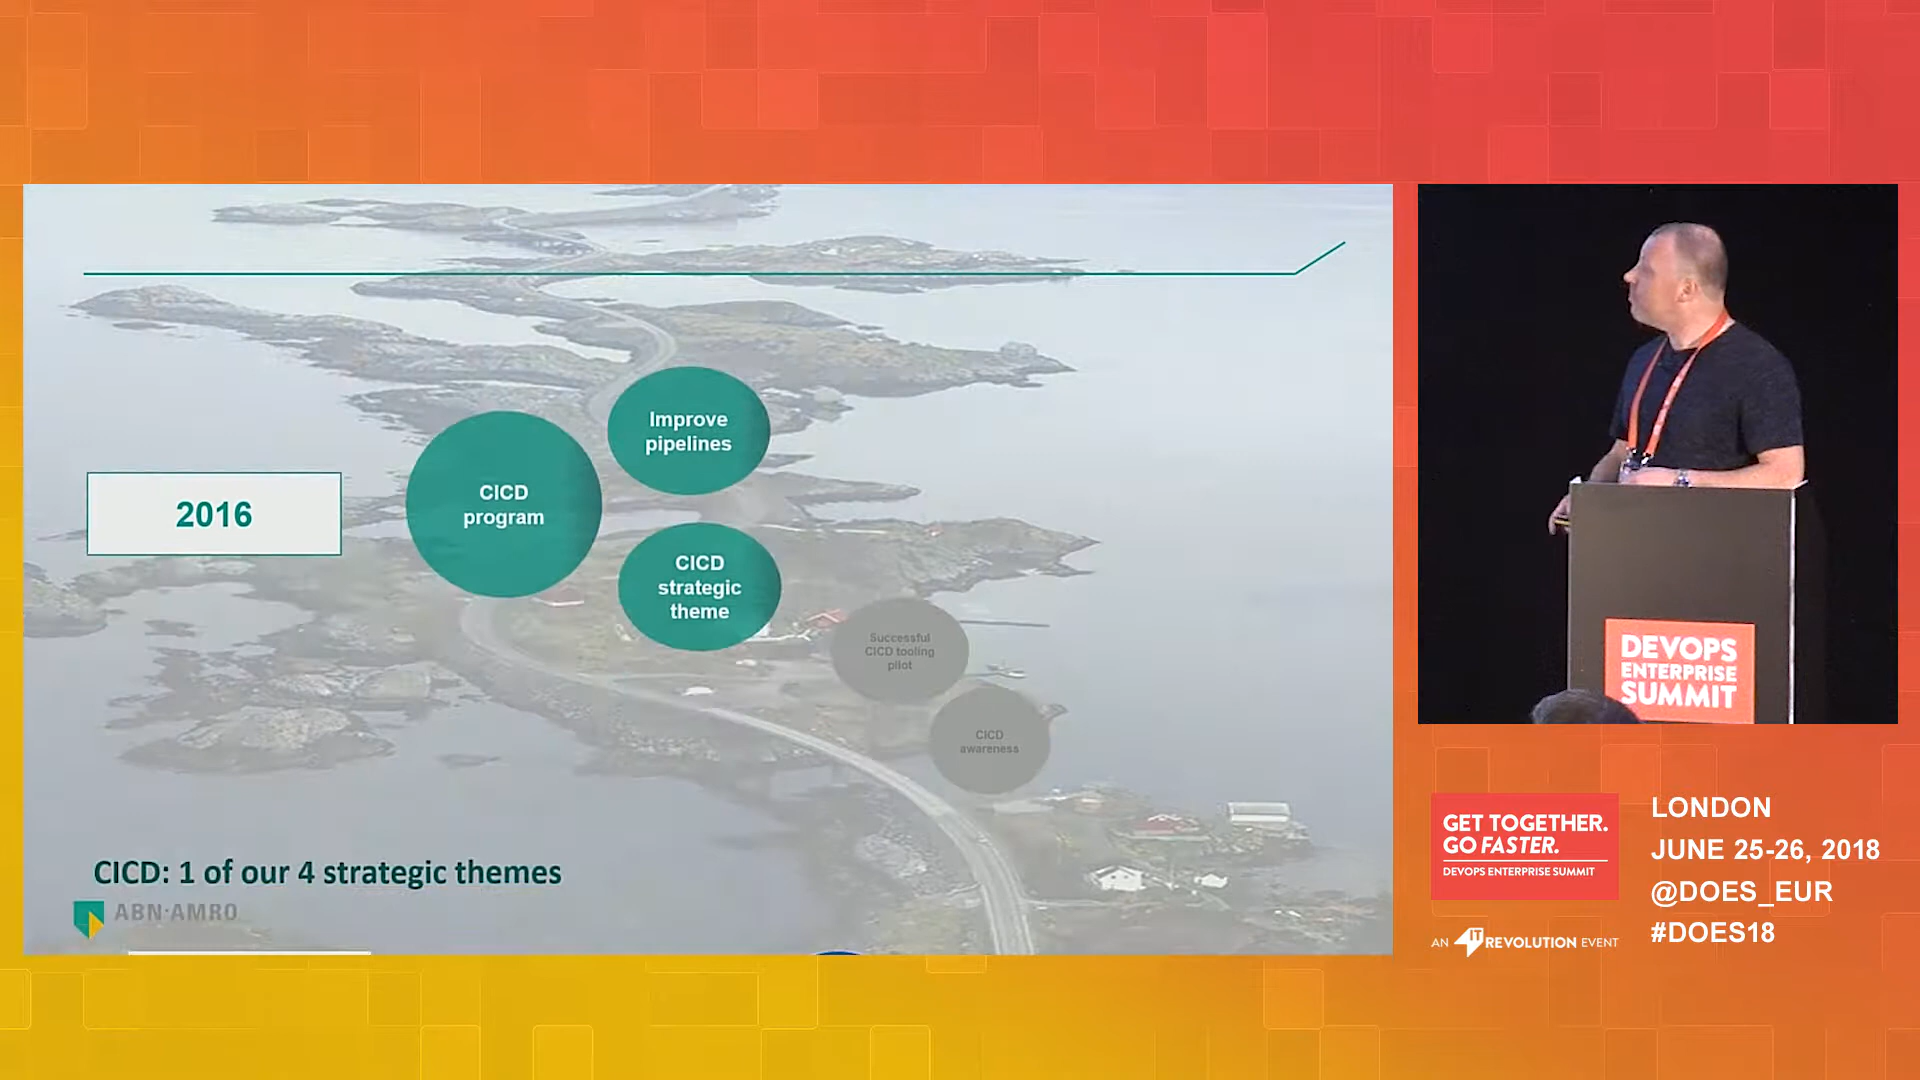 2016
CICD
program
Improve
pipelines
CICD
strategic
theme
Successful
CICD tooling
pilot
CICD
awareness
CICD: 1 of our 4 strategic themes
ABN·AMRO
DEVOPS
ENTERPRISE
SUMMIT
GET TOGETHER.
GO FASTER.
DEVOPS ENTERPRISE SUMMIT
AN IT REVOLUTION EVENT
LONDON
JUNE 25-26, 2018
@DOES_EUR
#DOES18